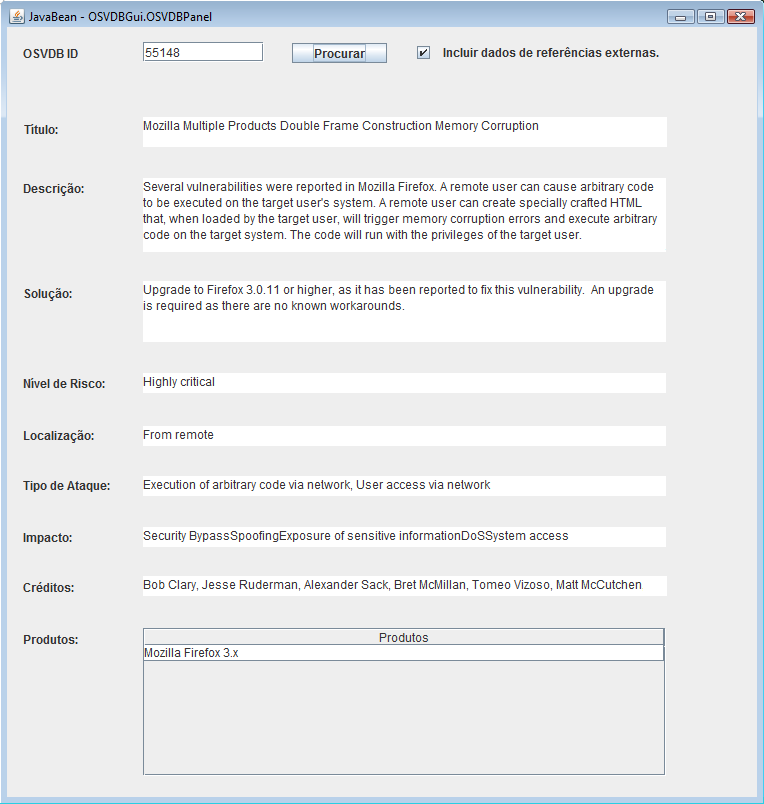 JavaBean - OSVDBGui.OSVDBPanel
OSVDB ID 55148 Procurar Incluir dados de referências externas.
Título: Mozilla Multiple Products Double Frame Construction Memory Corruption
Descrição: Several vulnerabilities were reported in Mozilla Firefox. A remote user can cause arbitrary code
to be executed on the target user's system. A remote user can create specially crafted HTML
that, when loaded by the target user, will trigger memory corruption errors and execute arbitrary
code on the target system. The code will run with the privileges of the target user.
Solução: Upgrade to Firefox 3.0.11 or higher, as it has been reported to fix this vulnerability.  An upgrade
is required as there are no known workarounds.
Nível de Risco: Highly critical
Localização: From remote
Tipo de Ataque: Execution of arbitrary code via network, User access via network
Impacto: Security BypassSpoofingExposure of sensitive informationDoSSystem access
Créditos: Bob Clary, Jesse Ruderman, Alexander Sack, Bret McMillan, Tomeo Vizoso, Matt McCutchen
Produtos: Produtos
Mozilla Firefox 3.x